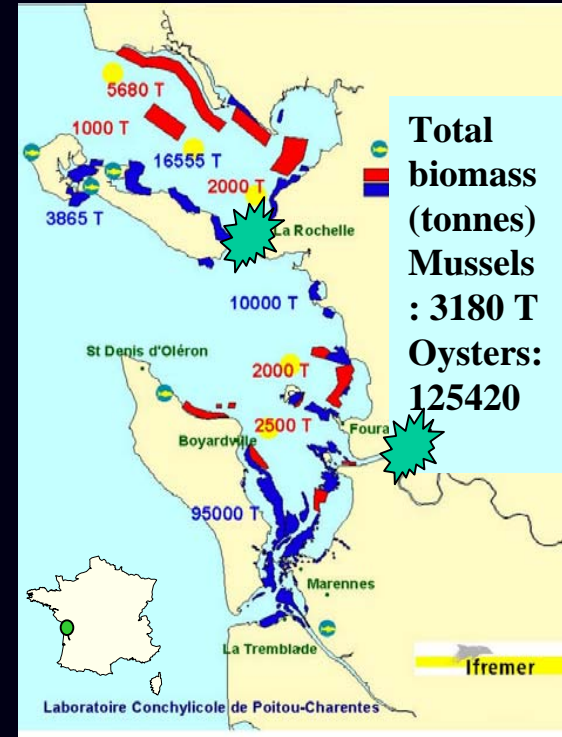 5680 T
1000 T
16555 T
2000 T
3865 T
La Rochelle
10000 T
St Denis d'Oléron
2000 T
Foura
2500 T
Boyardville
95000 T
Marennes
La Tremblade
Ifremer
Laboratoire Conchylicole de Poitou-Charentes
Total
biomass
(tonnes)
Mussels
: 3180 T
Oysters:
125420